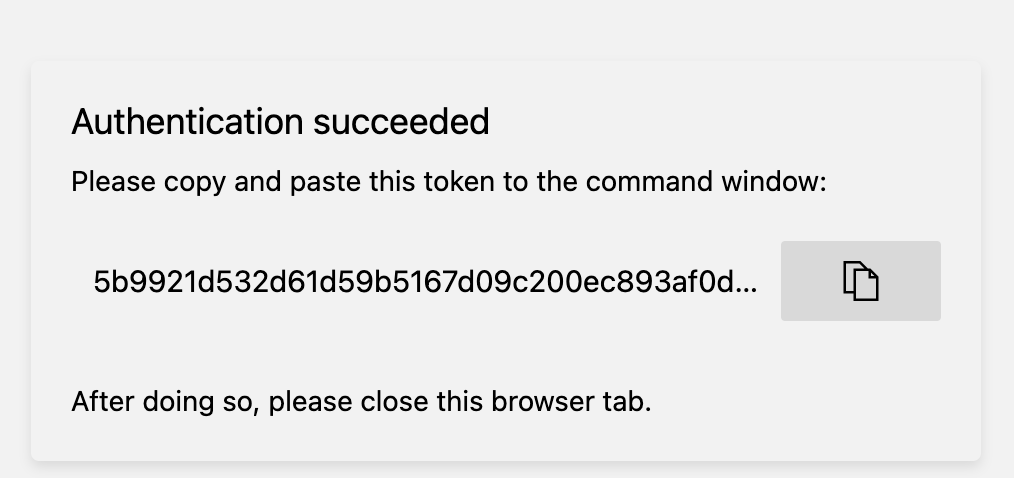 Authentication succeeded
Please copy and paste this token to the command window:
5b9921d532d61d59b5167d09c200ec893af0d...
After doing so, please close this browser tab.